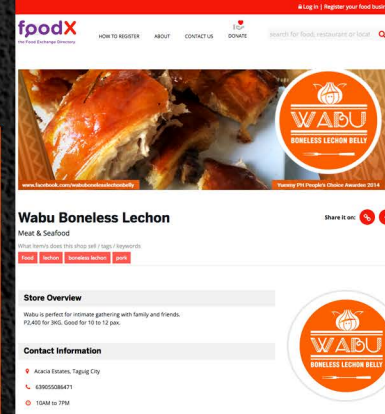 Log In | Register your food busin
fpodX
the Food Exchange Directory
HOW TO REGISTER
ABOUT
CONTACT US
DONATE
search for food, restaurant or locat
WABU
BONELESS LECHON BELLY
www.facebook.com/wabubonelesslechonbelly
Yummy PH People's Choice Awardee 2014
Wabu Boneless Lechon
Share it on:
Meat & Seafood
What item/s does this shop sell / tags / keywords
Food
lechon
boneless lechon
pork
Store Overview
Wabu is perfect for intimate gathering with family and friends.
P2,400 for 3KG. Good for 10 to 12 pax.
WABU
BONELESS LECHON BELLY
Contact Information
Acacia Estates, Taguig City
639055086471
10AM to 7PM